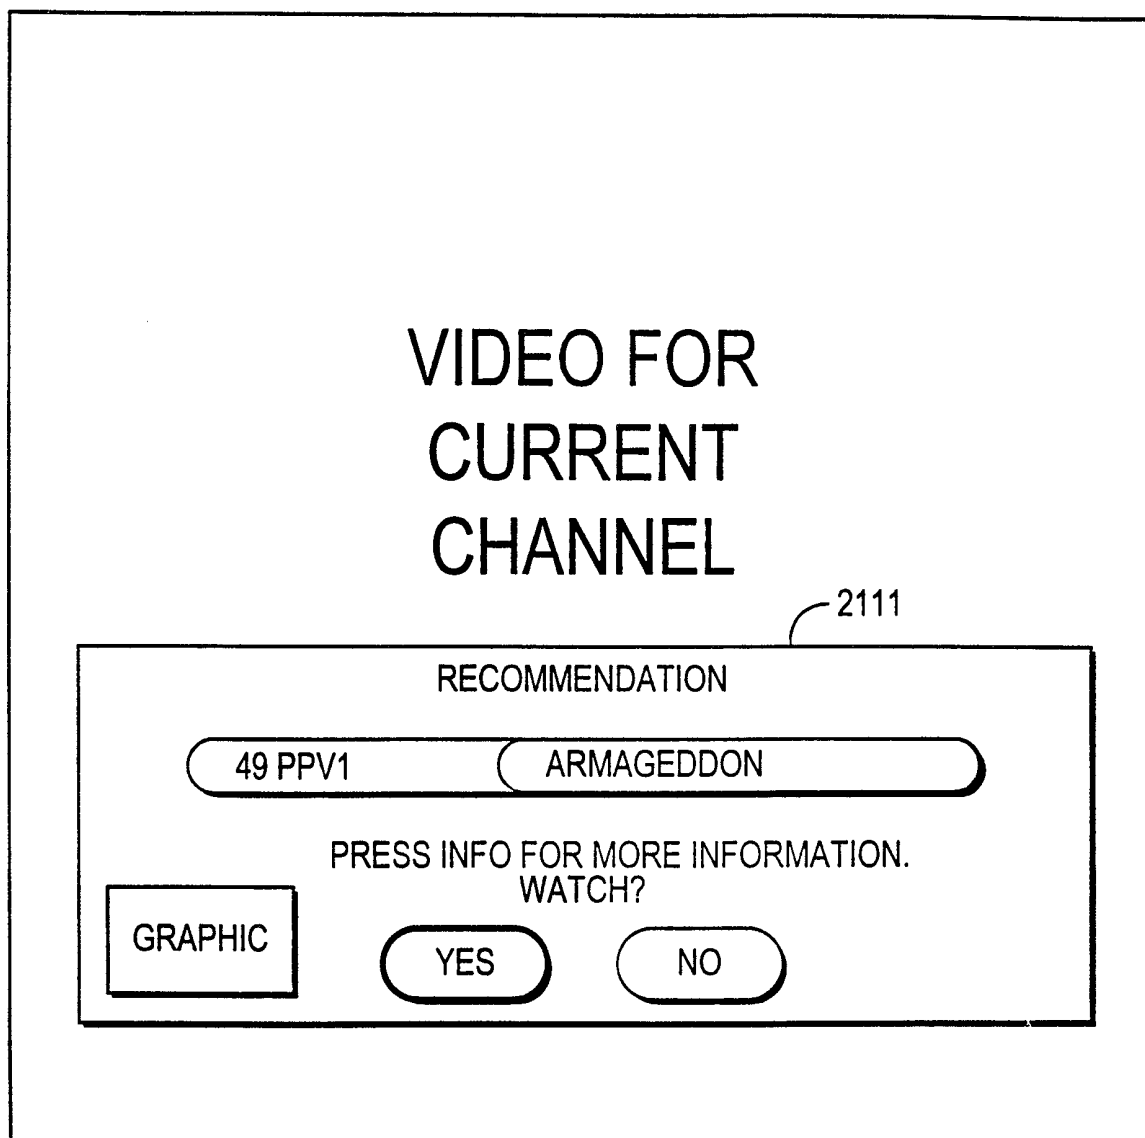 VIDEO FOR
CURRENT
CHANNEL
2111
RECOMMENDATION
49 PPV1 ARMAGEDDON
PRESS INFO FOR MORE INFORMATION.
WATCH?
GRAPHIC
YES NO